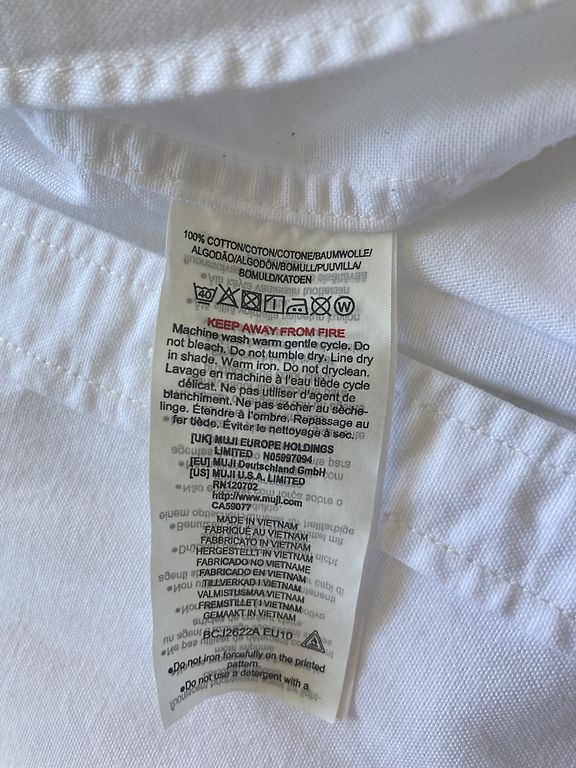 100% COTTON/COTON/COTONE/BAUMWOLLE/
ALGODÃO/ALGODÓN/BOMULL/PUUVILLA/
BOMULD/KATOEN
40 W
KEEP AWAY FROM FIRE
Machine wash warm gentle cycle. Do
not bleach. Do not tumble dry. Line dry
in shade. Warm iron. Do not dryclean.
Lavage en machine à l'eau tiède cycle
délicat. Ne pas utiliser d'agent de
blanchiment. Ne pas sécher au sèche-
linge. Étendre à l'ombre. Repassage au
fer tiède. Éviter le nettoyage à sec.
[UK] MUJI EUROPE HOLDINGS
LIMITED N05997094
[EU] MUJI Deutschland GmbH
[US] MUJI U.S.A. LIMITED
RN120702
http://www.muji.com
CA59077
MADE IN VIETNAM
FABRIQUÉ AU VIETNAM
FABBRICATO IN VIETNAM
HERGESTELLT IN VIETNAM
FABRICADO NO VIETNAME
FABRICADO EN VIETNAM
TILLVERKAD I VIETNAM
VALMISTUSMAA VIETNAM
FREMSTILLET I VIETNAM
GEMAAKT IN VIETNAM
BCJ2622A EU10
●Do not iron forcefully on the printed
pattern.
●Do not use a detergent with a